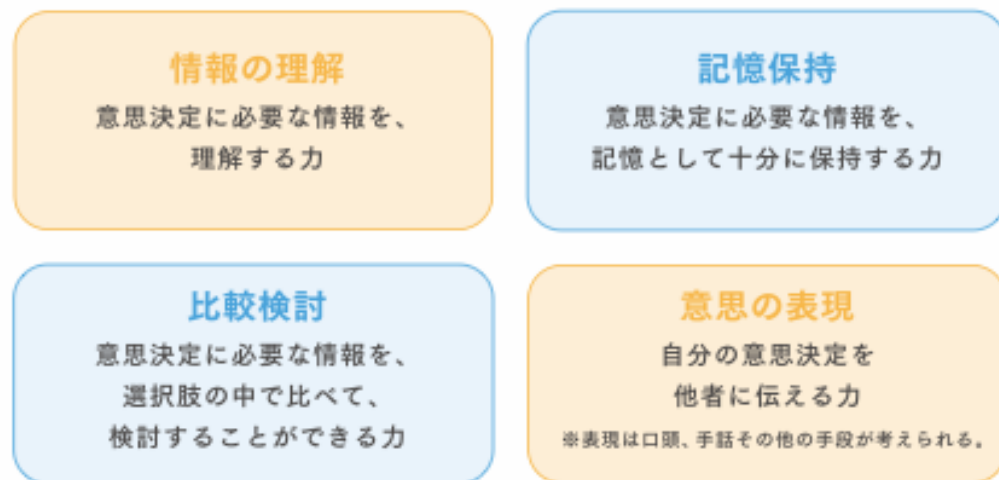 情報の理解
意思決定に必要な情報を、
理解する力
記憶保持
意思決定に必要な情報を、
記憶として十分に保持する力
比較検討
意思決定に必要な情報を、
選択肢の中で比べて、
検討することができる力
意思の表現
自分の意思決定を
他者に伝える力
※表現は口頭、手話その他の手段が考えられる。